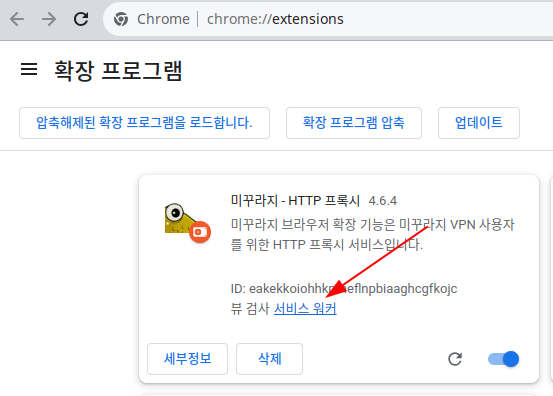 Chrome | chrome://extensions
확장 프로그램
압축해제된 확장 프로그램을 로드합니다. 확장 프로그램 압축 업데이트
미꾸라지 - HTTP 프록시 4.6.4
미꾸라지 브라우저 확장 기능은 미꾸라지 VPN 사용자
를 위한 HTTP 프록시 서비스입니다.
ID:
뷰 검사 서비스 워커
세부정보 삭제